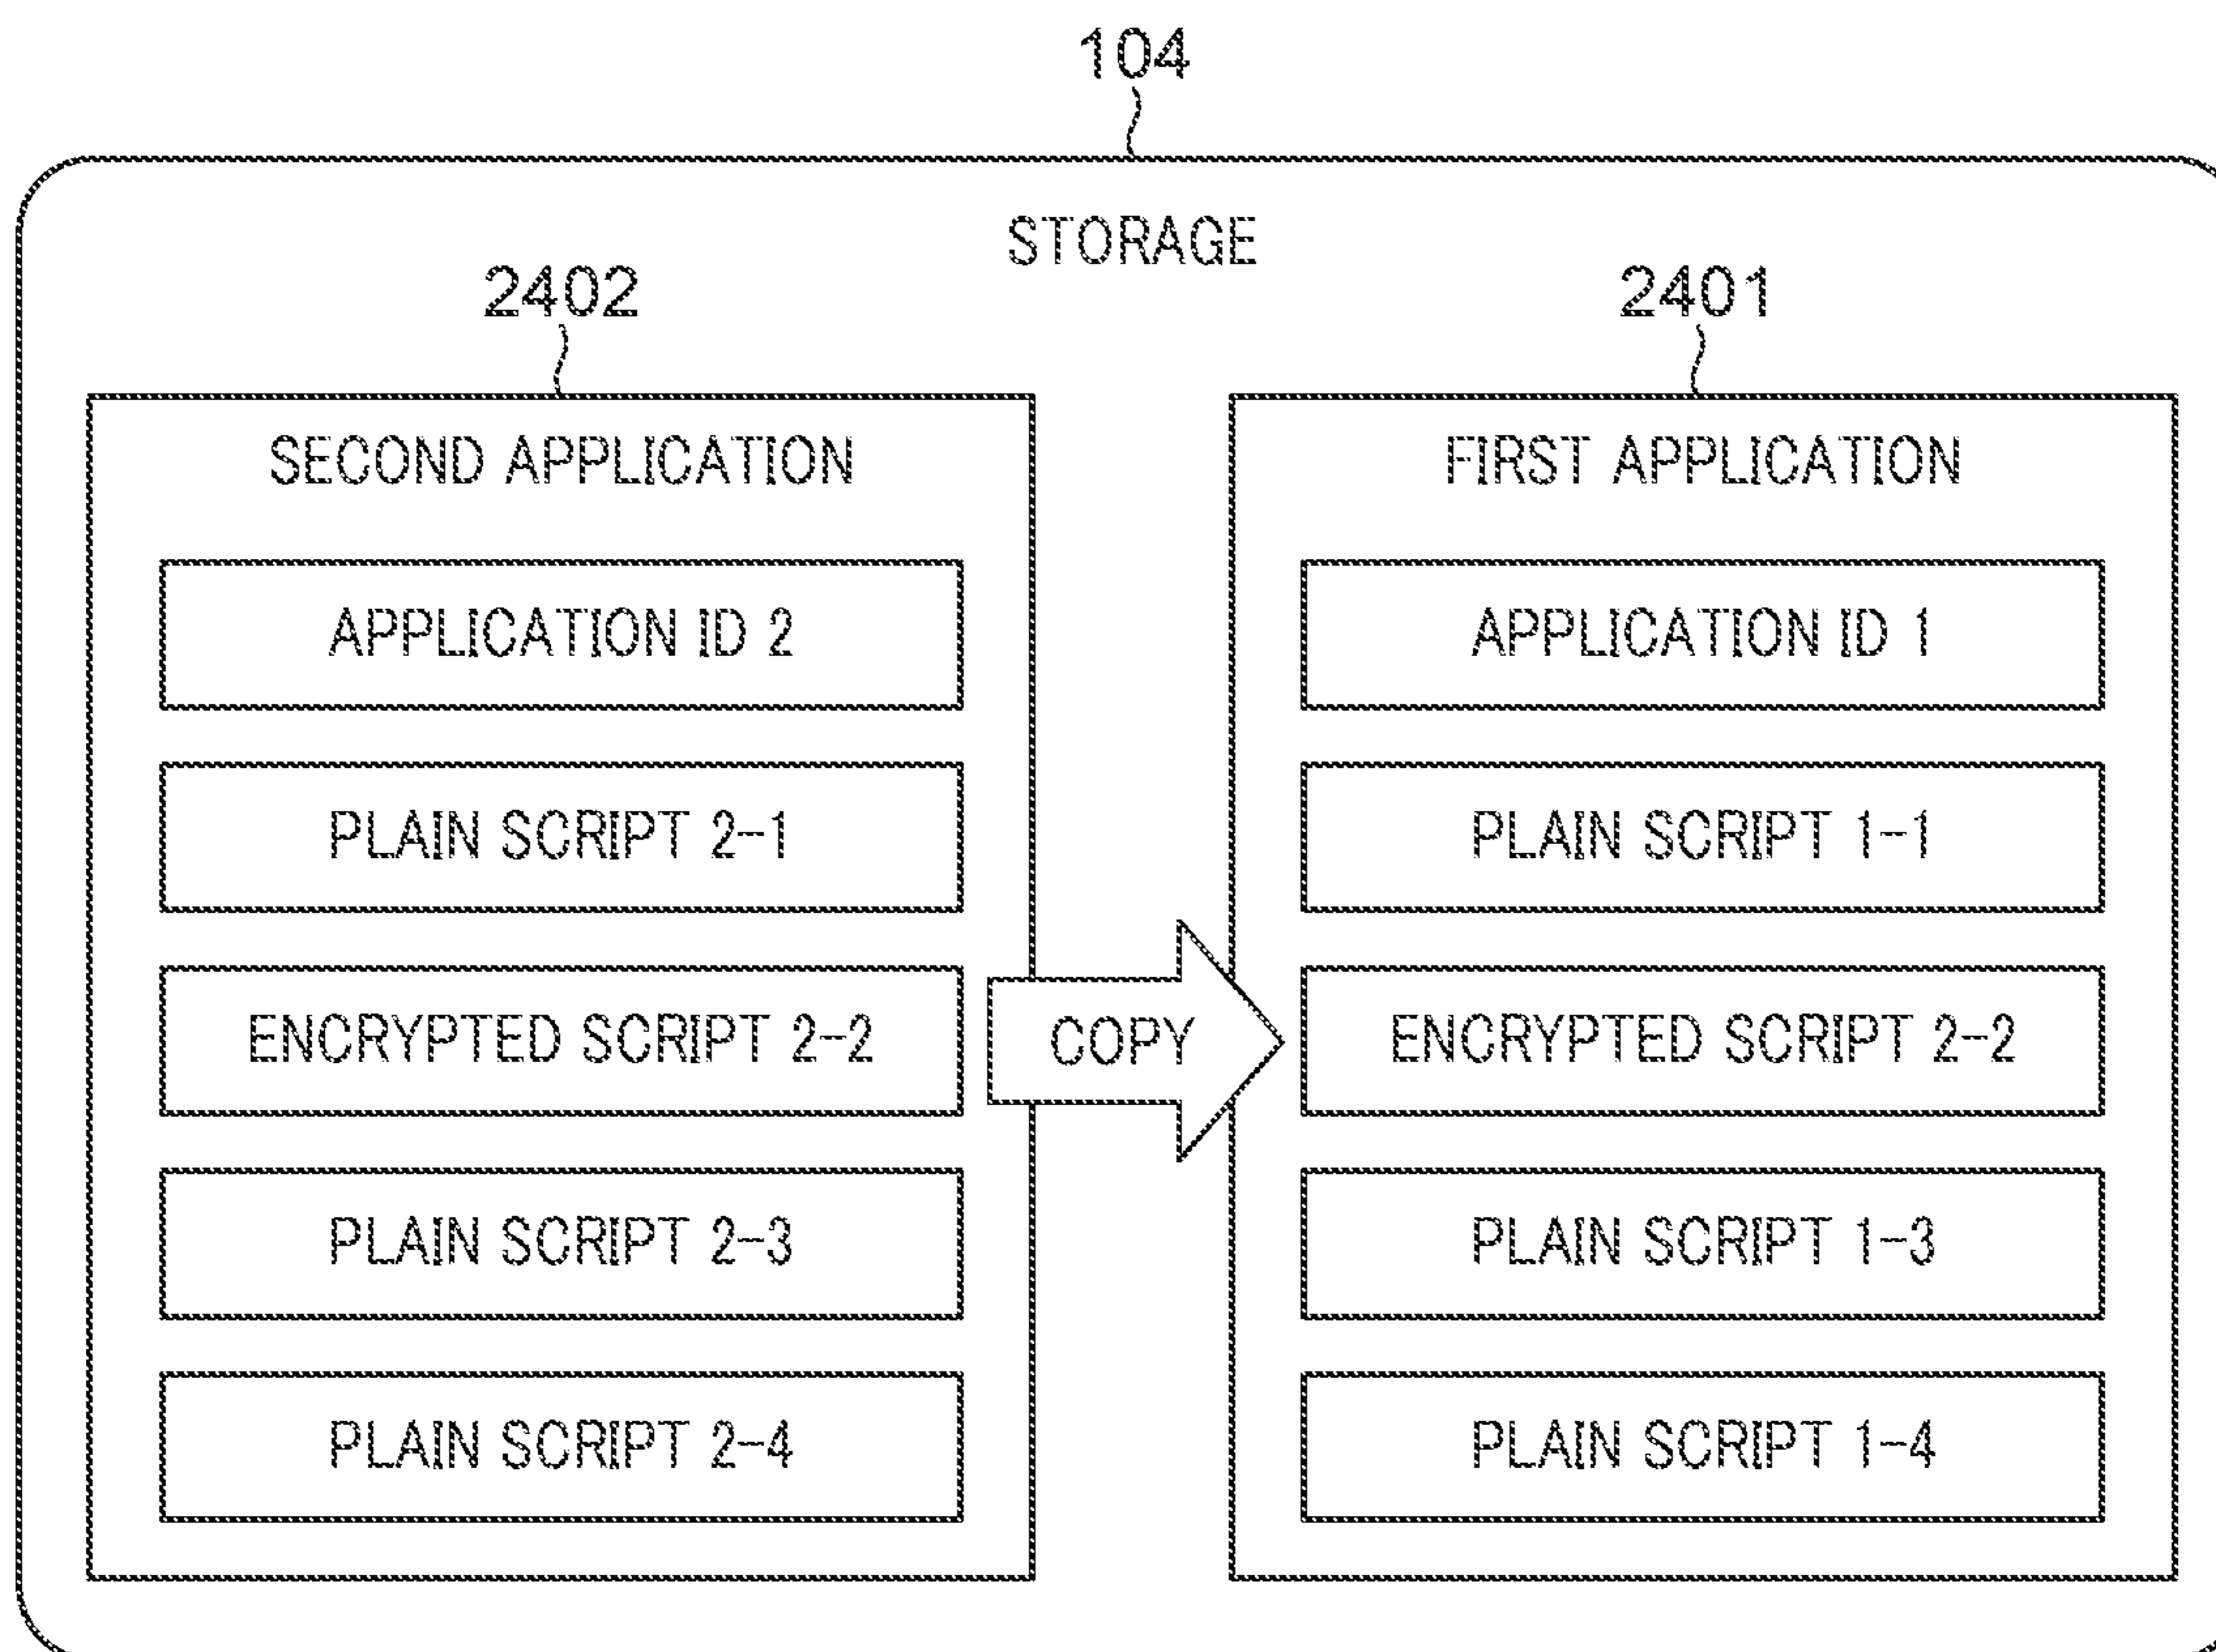 104
STORAGE
2402
SECOND APPLICATION
APPLICATION ID 2
PLAIN SCRIPT 2-1
ENCRYPTED SCRIPT 2-2
PLAIN SCRIPT 2-3
PLAIN SCRIPT 2-4
COPY
2401
FIRST APPLICATION
APPLICATION ID 1
PLAIN SCRIPT 1-1
ENCRYPTED SCRIPT 2-2
PLAIN SCRIPT 1-3
PLAIN SCRIPT 1-4